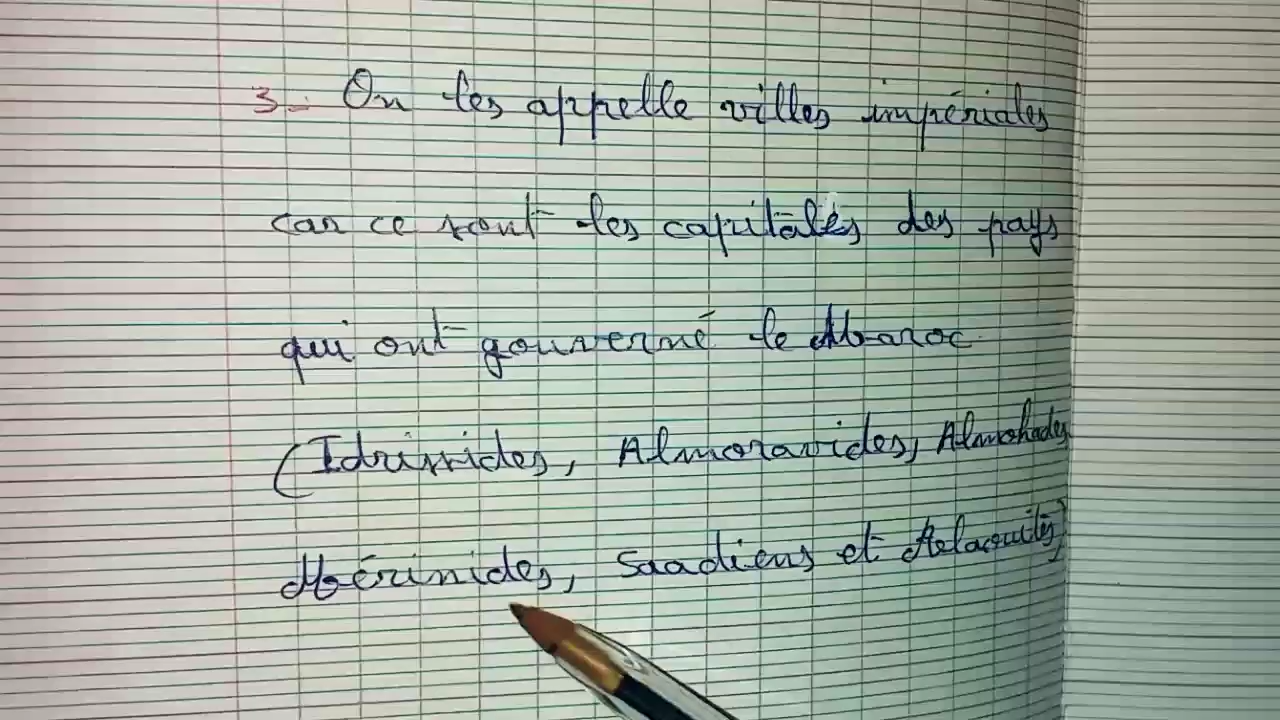 3- On les appelle villes impériales
car ce sont les capitales des pays
qui ont gouverné le Maroc.
(Idrissides, Almoravides, Almohades
Mérinides, Saadiens et Alaouites)